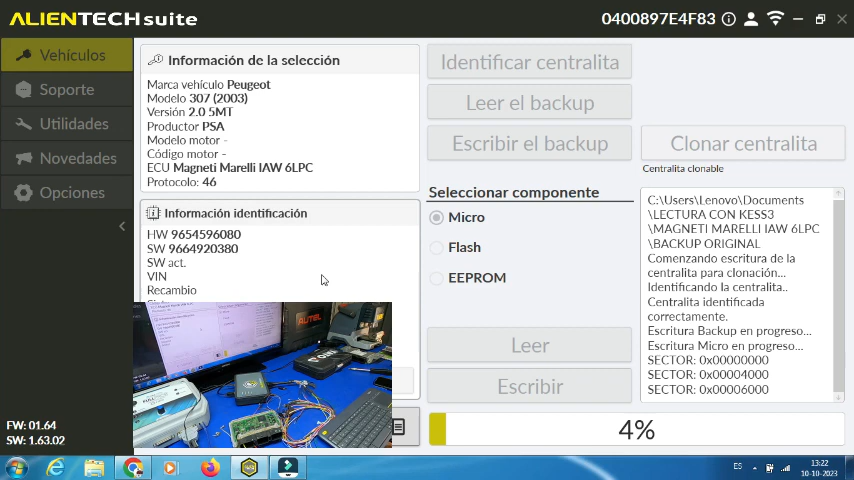 ALIENTECH suite
0400897E4F83
Vehículos
Soporte
Utilidades
Novedades
Opciones
FW: 01.64
SW: 1.63.02
Información de la selección
Marca vehículo Peugeot
Modelo 307 (2003)
Versión 2.0 5MT
Productor PSA
Modelo motor -
Código motor -
ECU Magneti Marelli IAW 6LPC
Protocolo: 46
Información identificación
HW 9654596080
SW 9664920380
SW act.
VIN
Recambio
AUTEL
Identificar centralita
Leer el backup
Escribir el backup
Clonar centralita
Centralita clonable
Seleccionar componente
Micro
Flash
EEPROM
Leer
Escribir
C:\Users\Lenovo\Documents
\LECTURA CON KESS3
\MAGNETI MARELLI IAW 6LPC
\BACKUP ORIGINAL
Comenzando escritura de la
centralita para clonación...
Identificando la centralita..
Centralita identificada
correctamente.
Escritura Backup en progreso...
Escritura Micro en progreso...
SECTOR: 0x00000000
SECTOR: 0x00004000
SECTOR: 0x00006000
4%
ES
13:22
10-10-2023